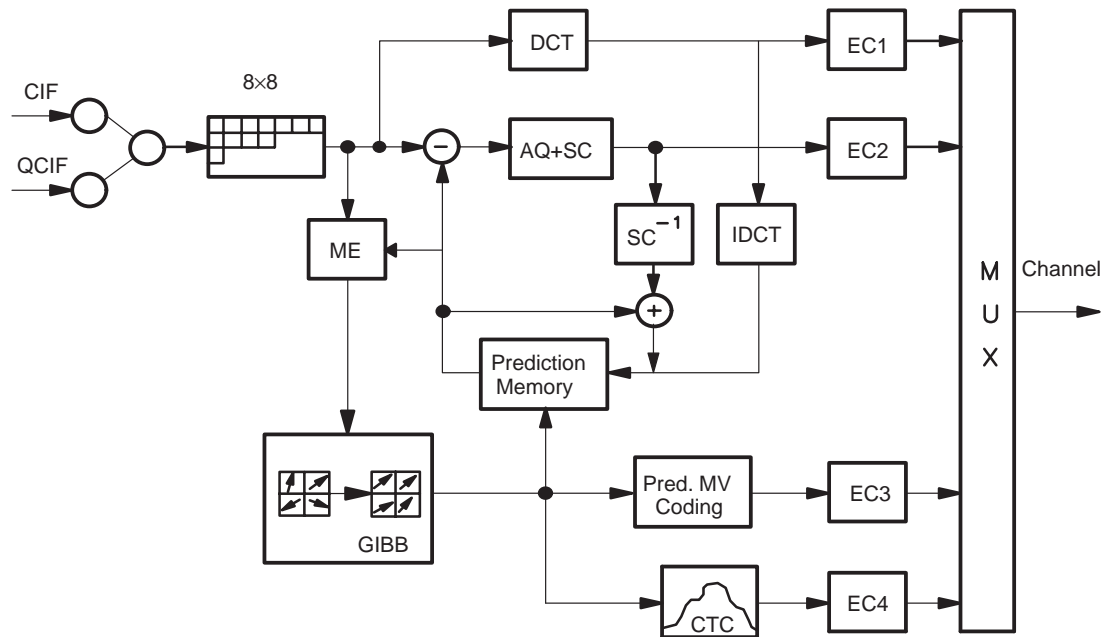 DCT
EC1
8×8
CIF
−
AQ+SC
EC2
QCIF
SC⁻¹
IDCT
ME
M
U
X
Channel
+
Prediction
Memory
Pred. MV
Coding
EC3
GIBB
CTC
EC4